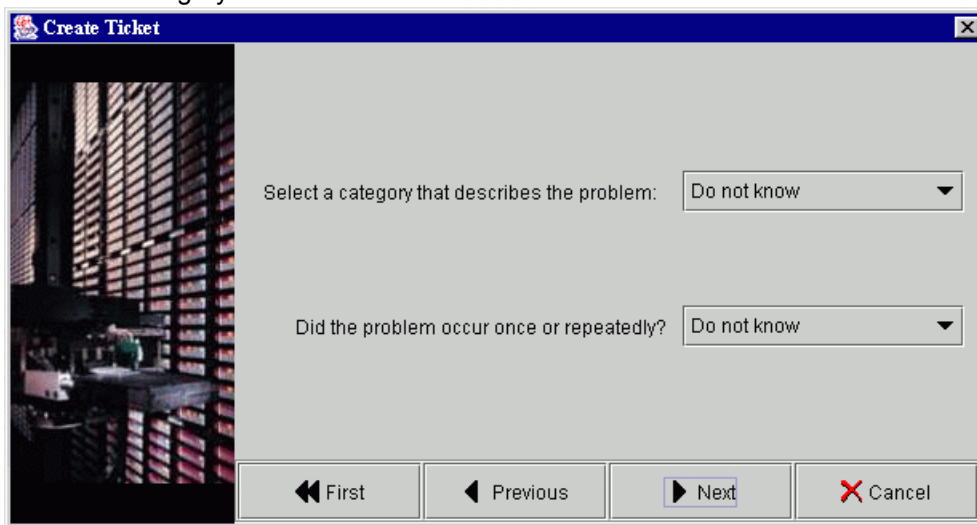 Create Ticket
Select a category that describes the problem: Do not know
Did the problem occur once or repeatedly? Do not know
First Previous Next Cancel